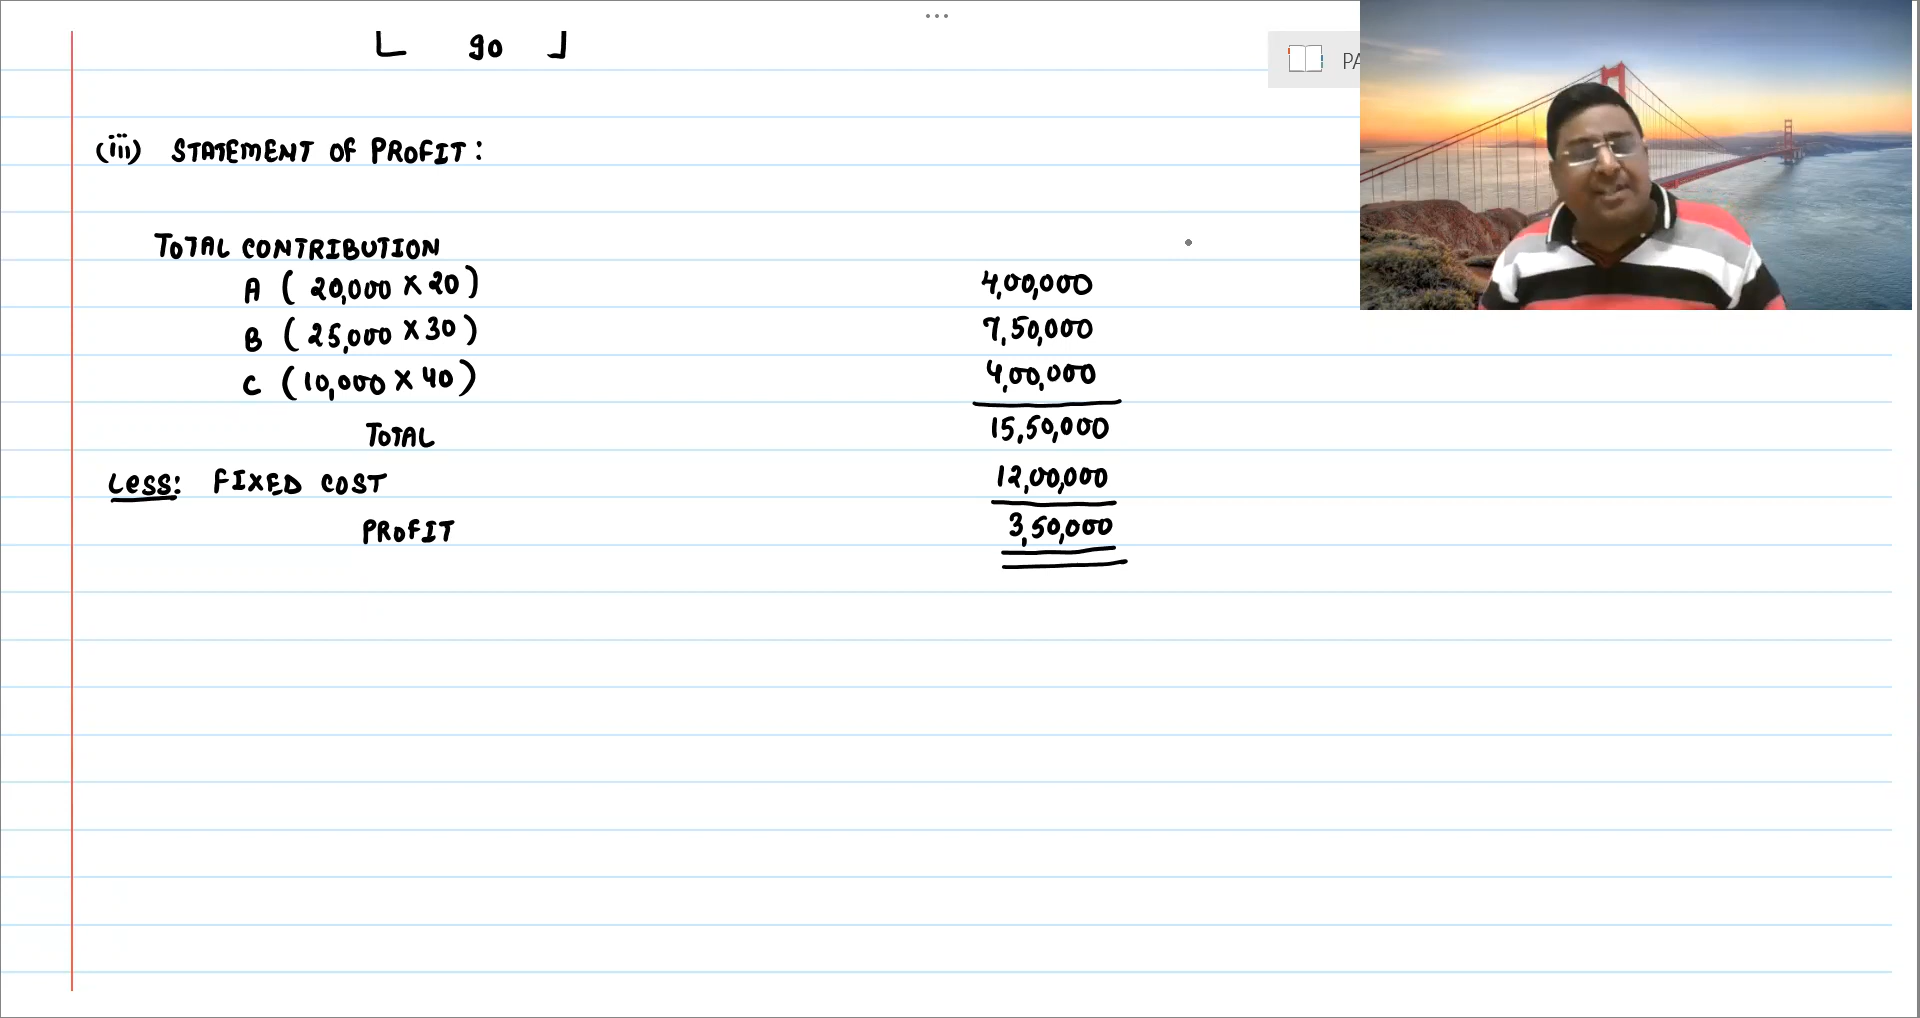 90
PA
(iii) STATEMENT OF PROFIT:
TOTAL CONTRIBUTION
A ( 20,000 × 20 ) 4,00,000
B ( 25,000 × 30 ) 7,50,000
C ( 10,000 × 40 ) 4,00,000
TOTAL 15,50,000
Less: FIXED COST 12,00,000
PROFIT 3,50,000